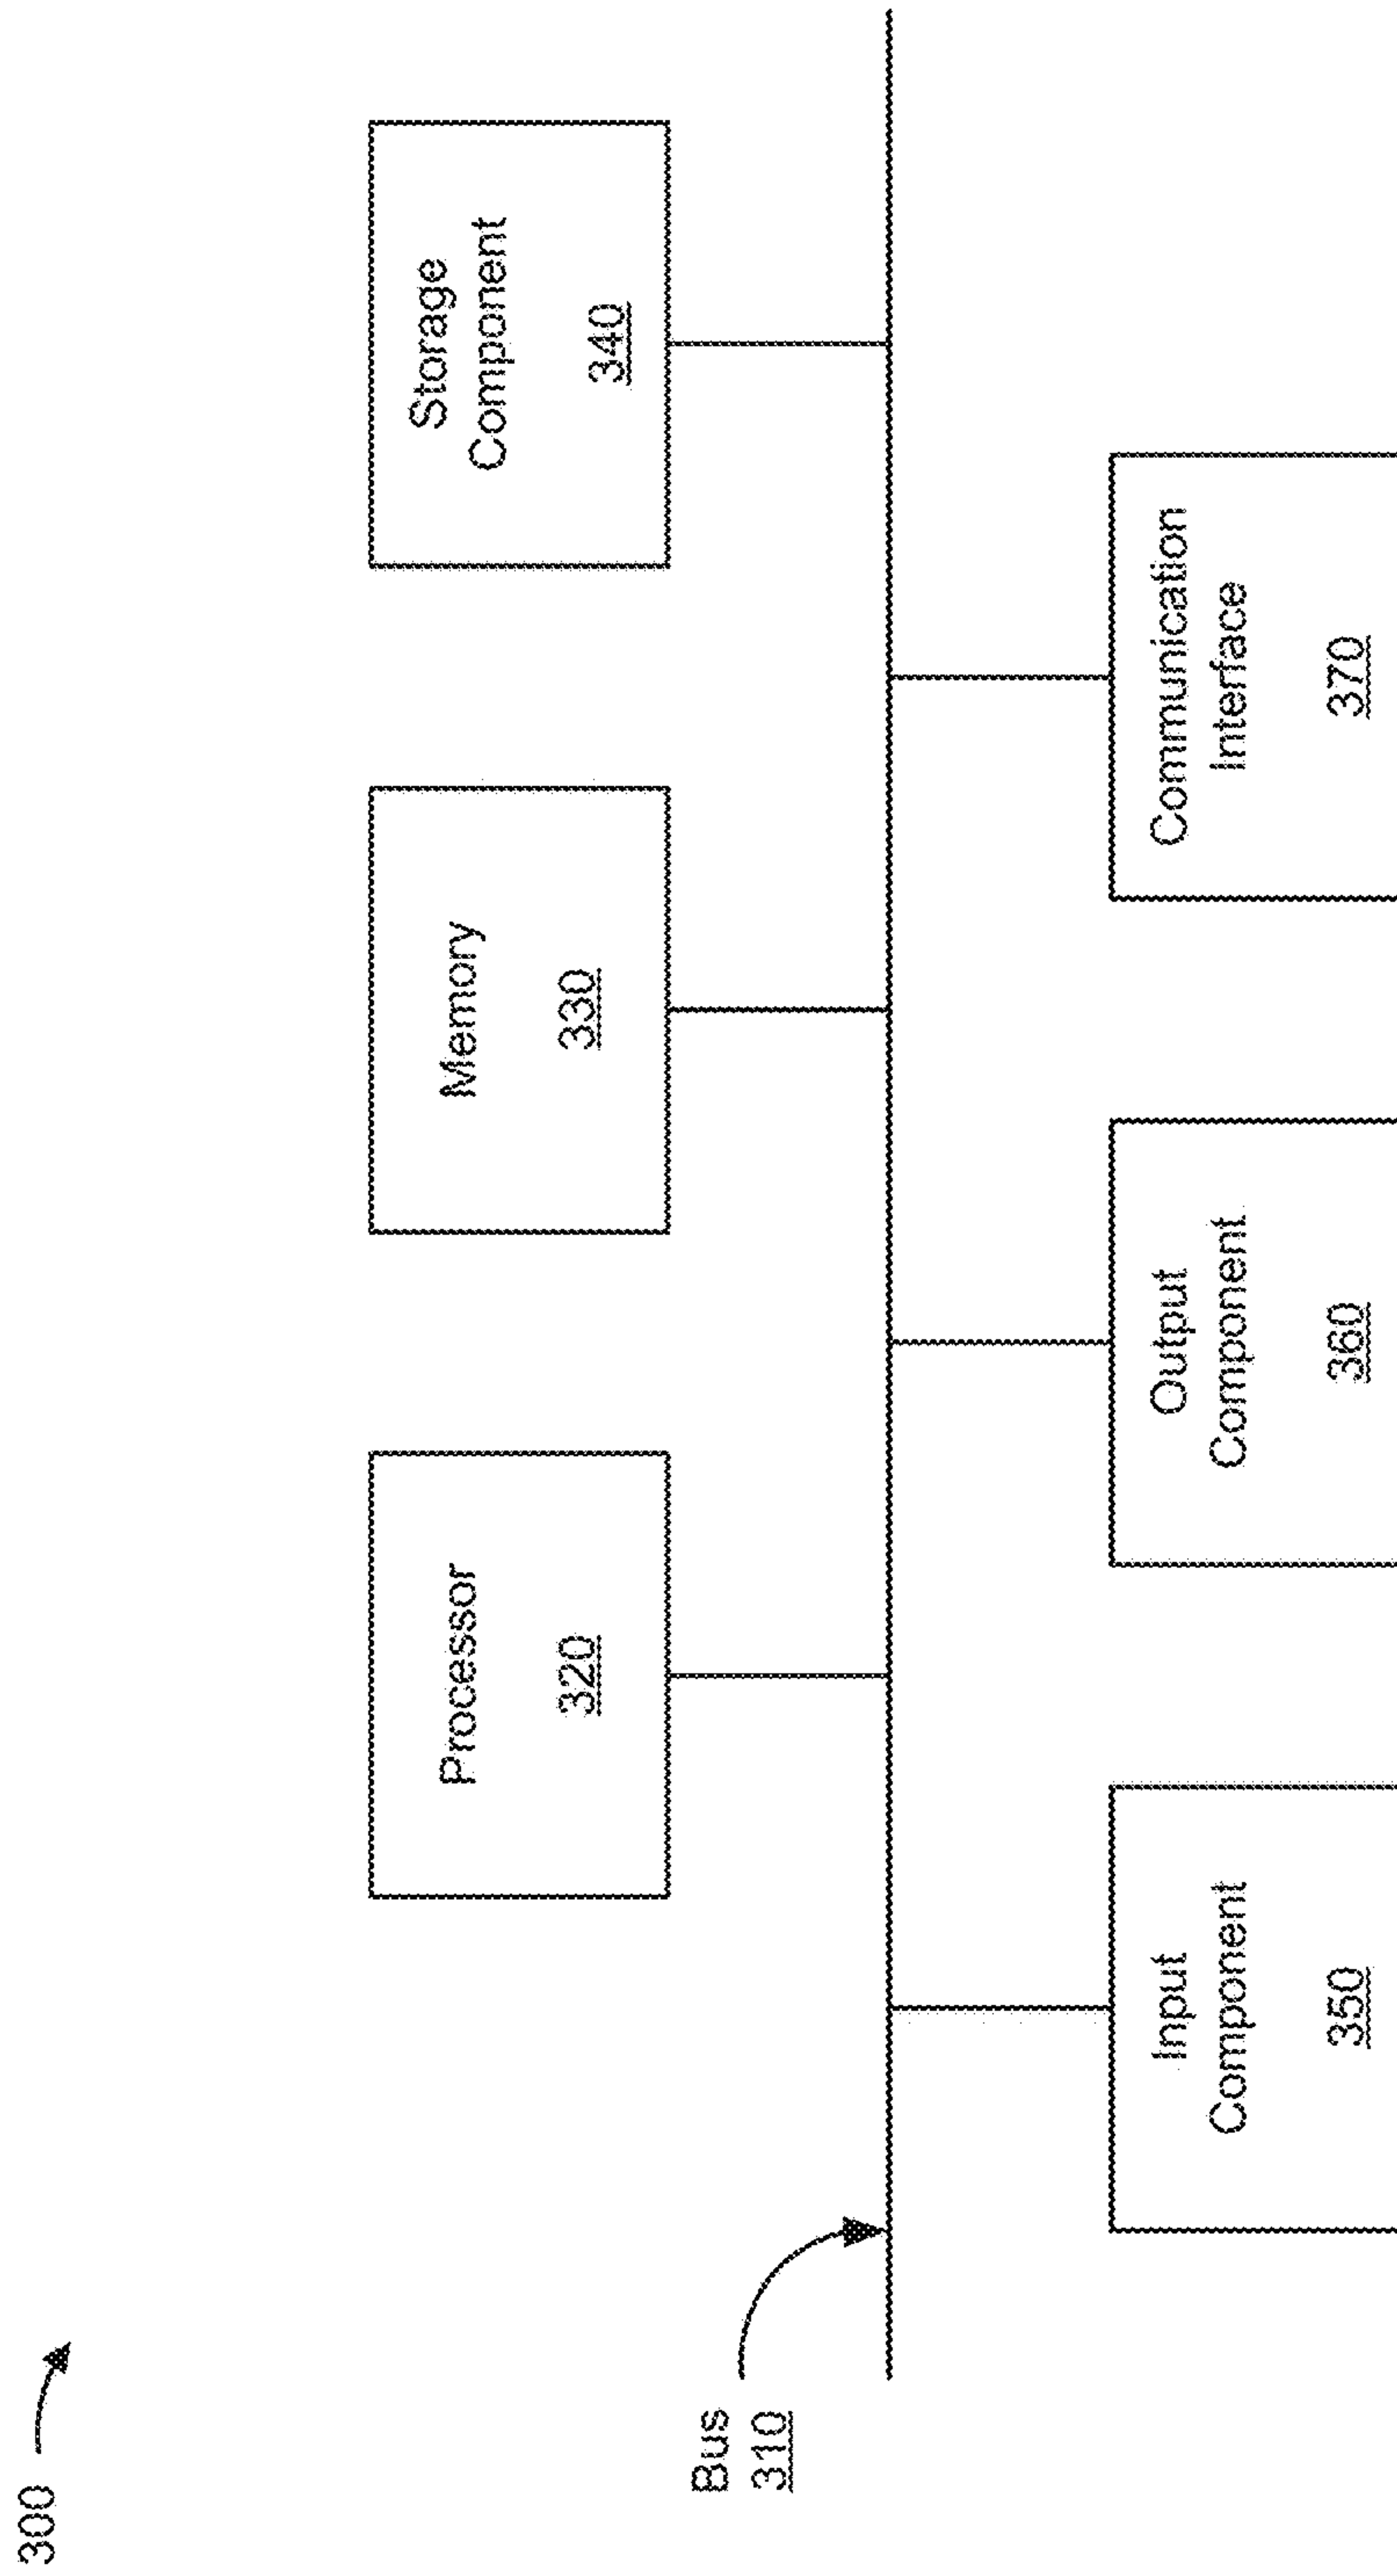 300
Bus
310
Processor
320
Memory
330
Storage
Component
340
Input
Component
350
Output
Component
360
Communication
Interface
370